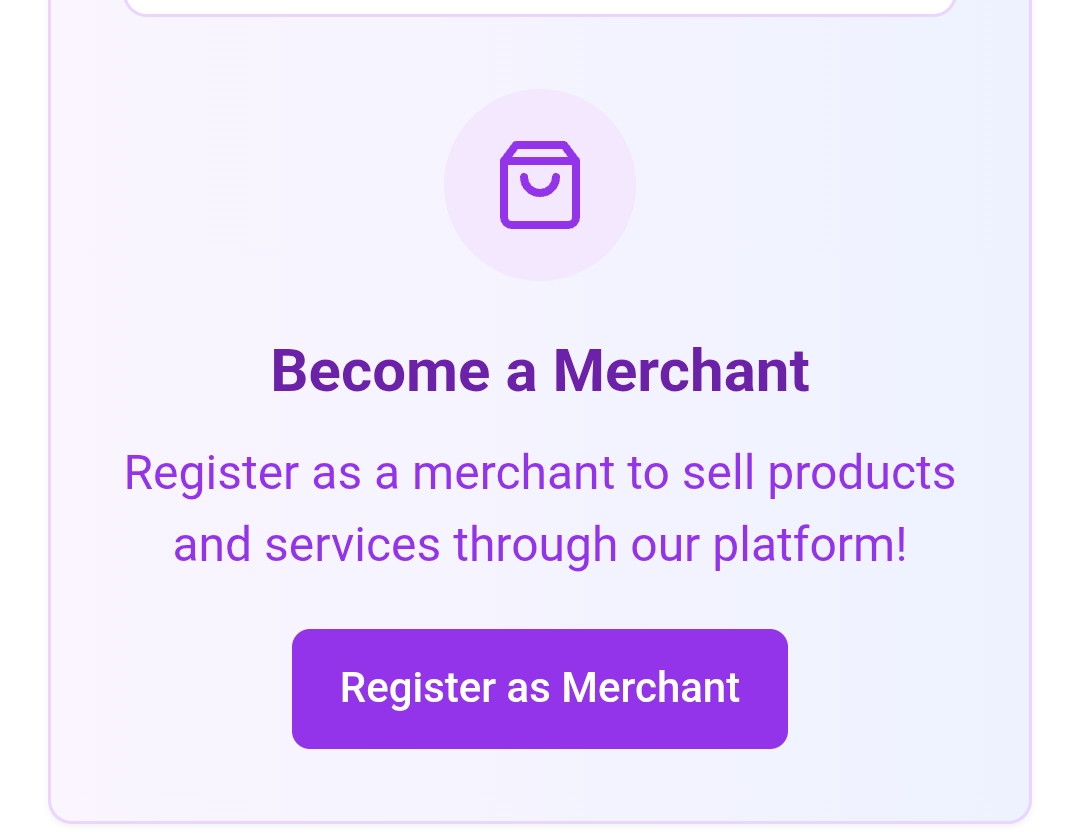 Become a Merchant
Register as a merchant to sell products
and services through our platform!
Register as Merchant